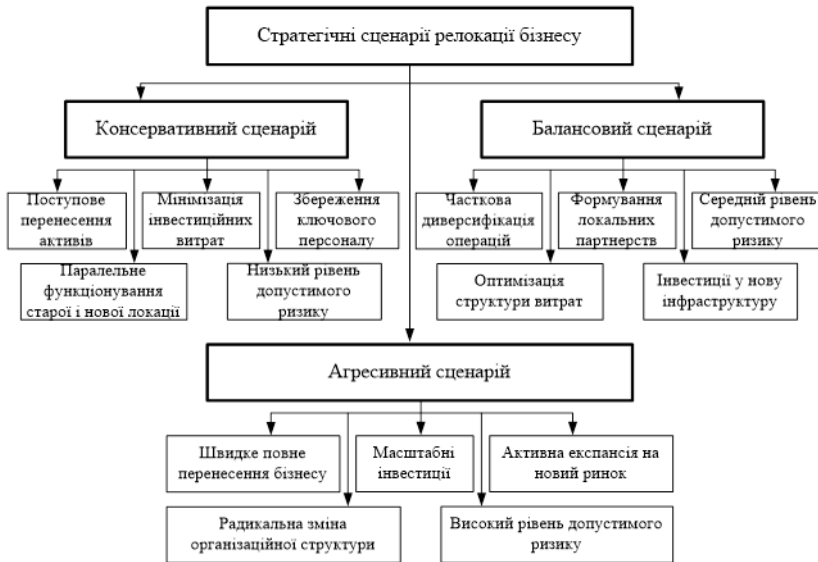 Стратегічні сценарії релокації бізнесу
Консервативний сценарій
Поступове
перенесення
активів
Мінімізація
інвестиційних
витрат
Збереження
ключового
персоналу
Паралельне
функціонування
старої і нової локації
Низький рівень
допустимого
ризику
Балансовий сценарій
Часткова
диверсифікація
операцій
Формування
локальних
партнерств
Середній рівень
допустимого
ризику
Оптимізація
структури витрат
Інвестиції у нову
інфраструктуру
Агресивний сценарій
Швидке повне
перенесення бізнесу
Масштабні
інвестиції
Активна експансія на
новий ринок
Радикальна зміна
організаційної структури
Високий рівень допустимого
ризику